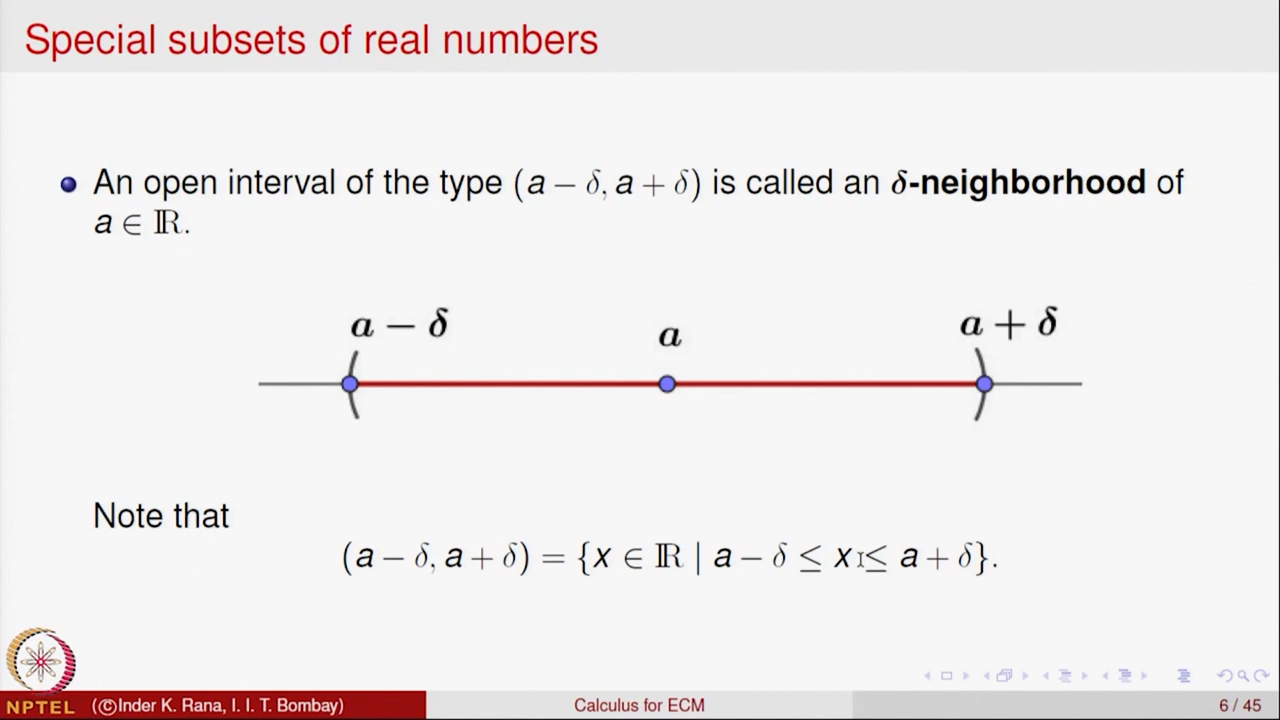 Special subsets of real numbers
An open interval of the type (a − δ, a + δ) is called an δ-neighborhood of
a ∈ ℝ.
a − δ
a
a + δ
Note that
(a − δ, a + δ) = {x ∈ ℝ | a − δ ≤ x ≤ a + δ}.
NPTEL
(©Inder K. Rana, I. I. T. Bombay)
Calculus for ECM
6 / 45